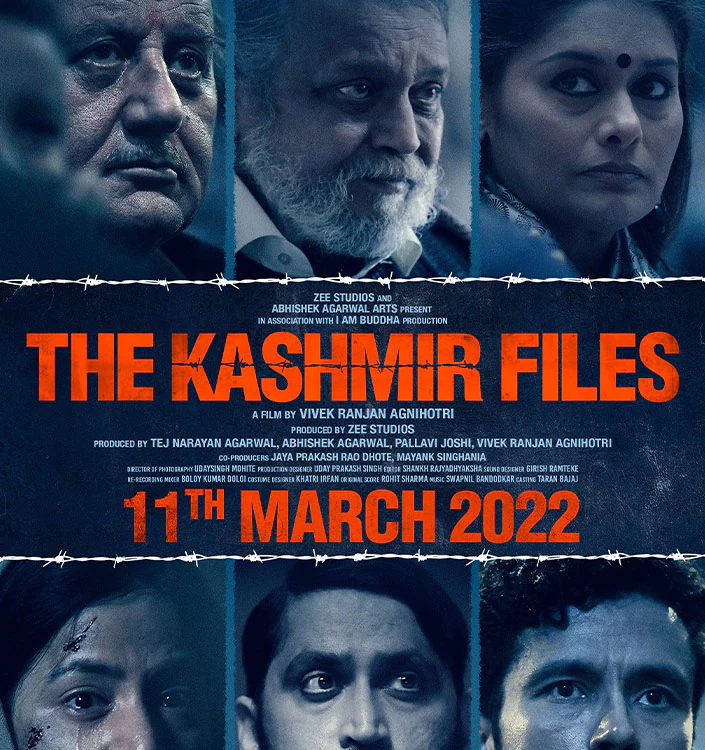 ZEE STUDIOS AND
ABHISHEK AGARWAL ARTS PRESENT
IN ASSOCIATION WITH I AM BUDDHA PRODUCTION
THE KASHMIR FILES
A FILM BY VIVEK RANJAN AGNIHOTRI
PRODUCED BY ZEE STUDIOS
PRODUCED BY TEJ NARAYAN AGARWAL, ABHISHEK AGARWAL, PALLAVI JOSHI, VIVEK RANJAN AGNIHOTRI
CO-PRODUCERS JAYA PRAKASH RAO DHOTE, MAYANK SINGHANIA
DIRECTOR OF PHOTOGRAPHY UDAYSINGH MOHITE PRODUCTION DESIGNER UDAY PRAKASH SINGH EDITOR SHANKH RAJYADHYAKSHA SOUND DESIGNER GIRISH RAMTEKE
RE-RECORDING MIXER BOLOY KUMAR DOLOI COSTUME DESIGNER KHATRI IRFAN ORIGINAL SCORE ROHIT SHARMA MUSIC SWAPNIL BANDODKAR CASTING TARAN BAJAJ
11TH MARCH 2022